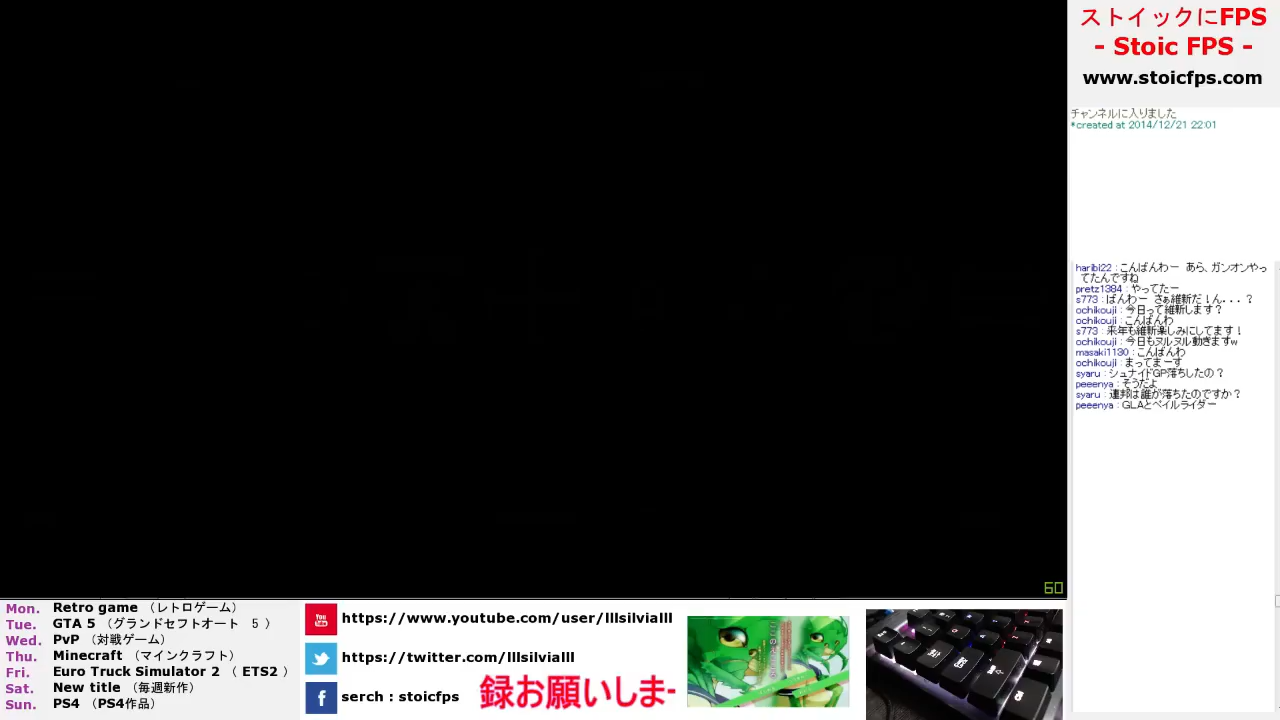 ストイックにFPS
- Stoic FPS -
www.stoicfps.com
チャンネルに入りました
*created at 2014/12/21 22:01
haribl22 : こんばんわー あら、ガンオンやっ
てたんですね
pretz1384 : やってたー
s773 : ばんわー さぁ維新だ！ん．．．？
ochikouji : 今日って維新します？
ochikouji : こんばんわ
s773 : 来年も維新楽しみにしてます！
ochikouji : 今日もヌルヌル動きますw
masaki1130 : こんばんわ
ochikouji : まってまーす
syaru : シュナイドGP落ちしたの？
peeenya : そうだよ
syaru : 連邦は誰が落ちたのですか？
peeenya : GLAとペイルライダー
60
Mon. Retro game （レトロゲーム）
Tue. GTA 5 （グランドセフトオート　5 ）
Wed. PvP （対戦ゲーム）
Thu. Minecraft （マインクラフト）
Fri. Euro Truck Simulator 2 （ ETS2 ）
Sat. New title （毎週新作）
Sun. PS4 （PS4作品）
You Tube https://www.youtube.com/user/lllsilvialll
https://twitter.com/lllsilvialll
f serch : stoicfps
録お願いしま-